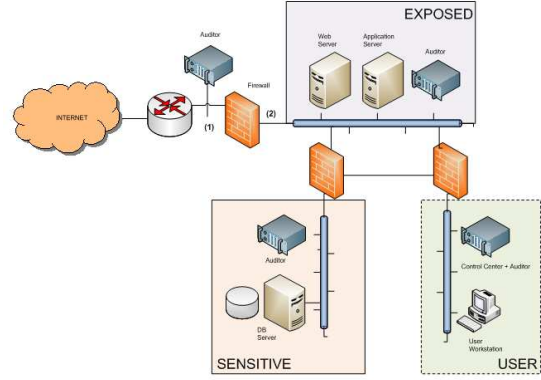 EXPOSED
Auditor
Web
Server
Application
Server
Auditor
Firewall
INTERNET
(1)
(2)
Auditor
DB
Server
SENSITIVE
Control Center + Auditor
User
Workstation
USER